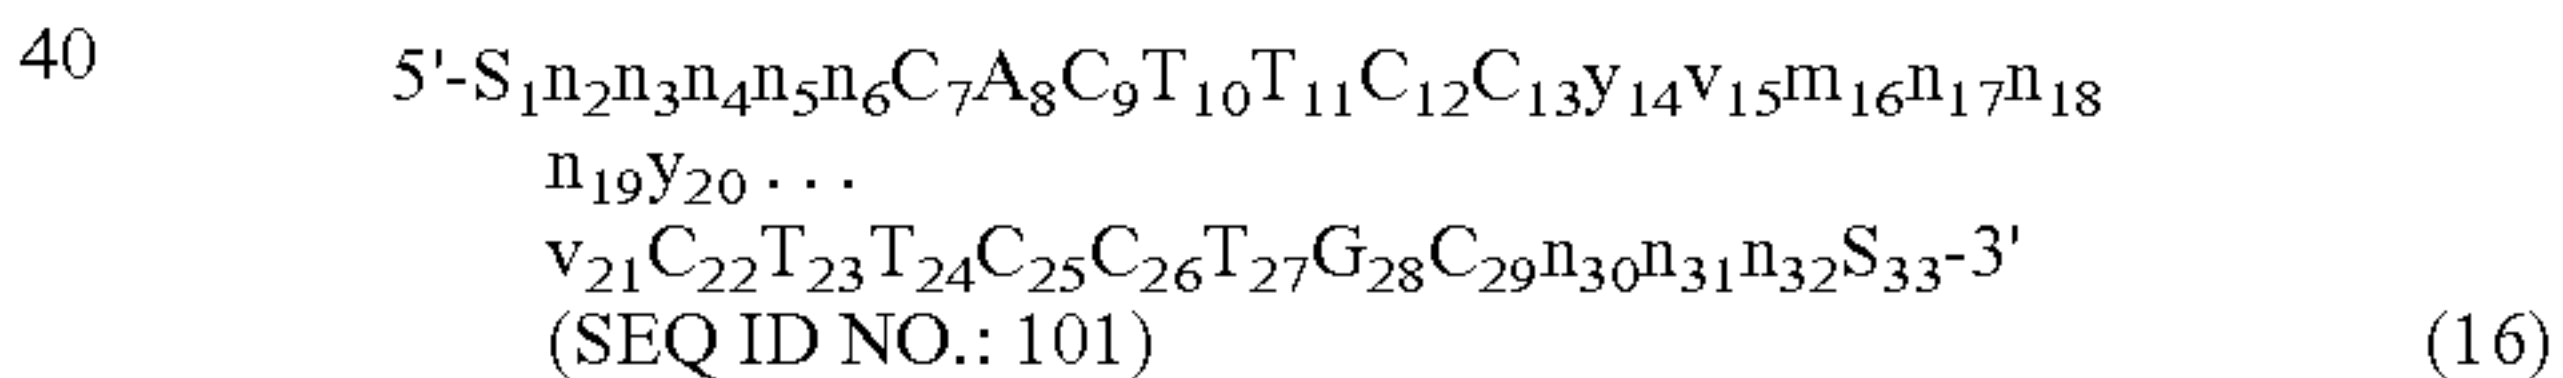 40 5'-S₁n₂n₃n₄n₅n₆C₇A₈C₉T₁₀T₁₁C₁₂C₁₃y₁₄v₁₅m₁₆n₁₇n₁₈
n₁₉y₂₀ . . .
v₂₁C₂₂T₂₃T₂₄C₂₅C₂₆T₂₇G₂₈C₂₉n₃₀n₃₁n₃₂S₃₃-3'
(SEQ ID NO.: 101) (16)